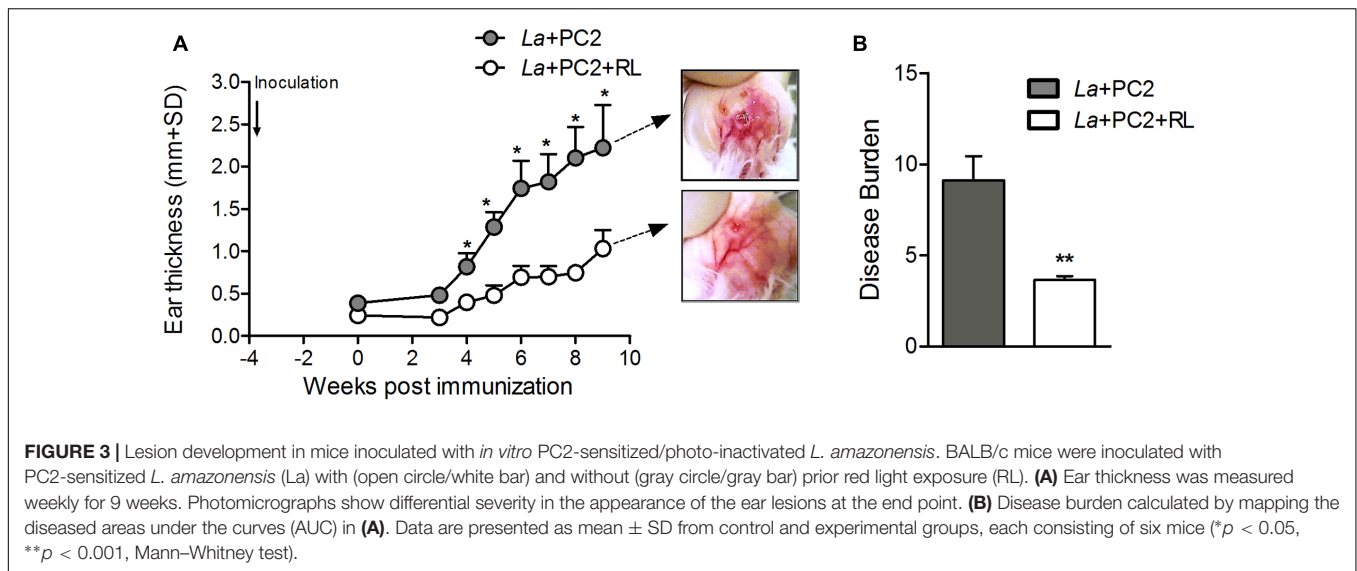 A
La+PC2
La+PC2+RL
Ear thickness (mm+SD)
3.0
2.5
2.0
1.5
1.0
0.5
0.0
Inoculation
*
*
*
*
*
*
-4
-2
0
2
4
6
8
10
Weeks post immunization
B
La+PC2
La+PC2+RL
Disease Burden
15
10
5
0
**
FIGURE 3 | Lesion development in mice inoculated with in vitro PC2-sensitized/photo-inactivated L. amazonensis. BALB/c mice were inoculated with
PC2-sensitized L. amazonensis (La) with (open circle/white bar) and without (gray circle/gray bar) prior red light exposure (RL). (A) Ear thickness was measured
weekly for 9 weeks. Photomicrographs show differential severity in the appearance of the ear lesions at the end point. (B) Disease burden calculated by mapping the
diseased areas under the curves (AUC) in (A). Data are presented as mean ± SD from control and experimental groups, each consisting of six mice (*p < 0.05,
**p < 0.001, Mann–Whitney test).